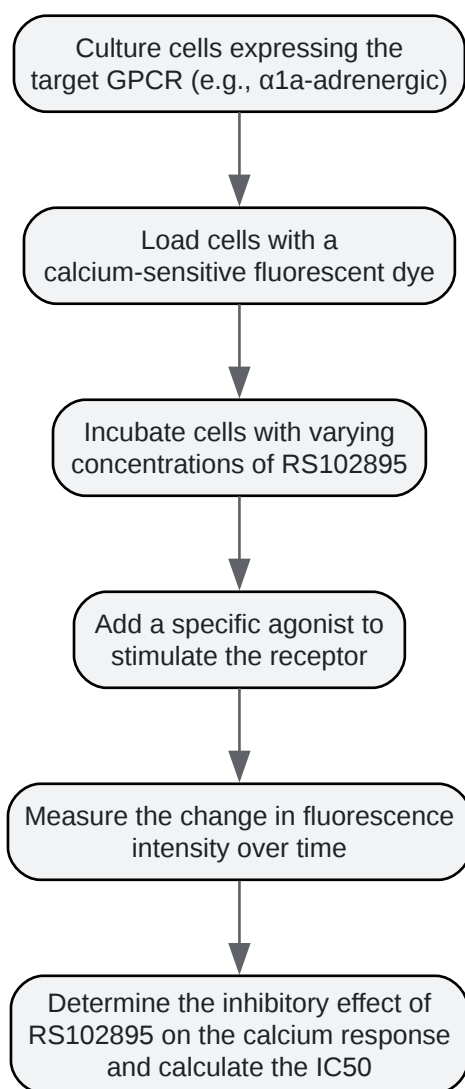 Culture cells expressing the
target GPCR (e.g., α1a-adrenergic)
Load cells with a
calcium-sensitive fluorescent dye
Incubate cells with varying
concentrations of RS102895
Add a specific agonist to
stimulate the receptor
Measure the change in fluorescence
intensity over time
Determine the inhibitory effect of
RS102895 on the calcium response
and calculate the IC50